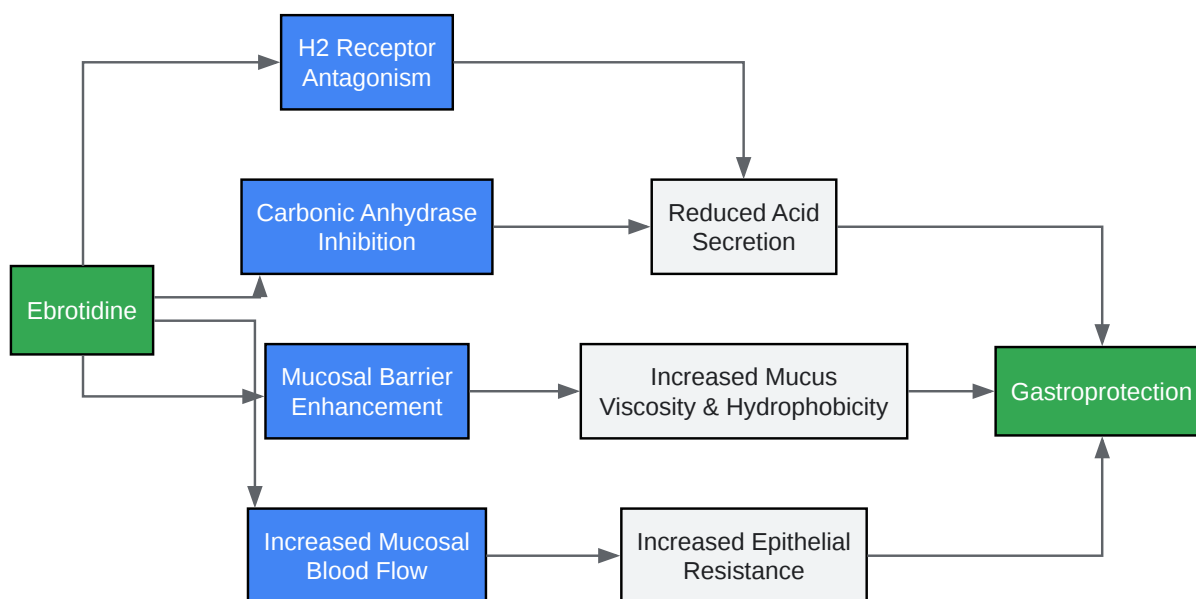 H2 Receptor
Antagonism
Carbonic Anhydrase
Inhibition
Reduced Acid
Secretion
Ebrotidine
Mucosal Barrier
Enhancement
Increased Mucus
Viscosity & Hydrophobicity
Gastroprotection
Increased Mucosal
Blood Flow
Increased Epithelial
Resistance